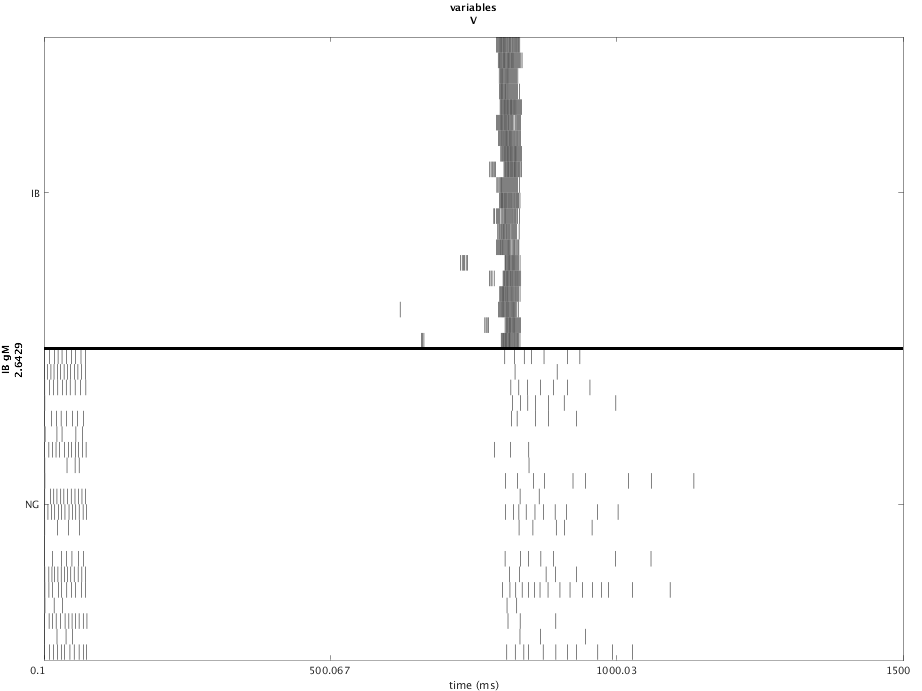 variables
V
IB
IB gM
2.6429
NG
0.1
500.067
1000.03
1500
time (ms)